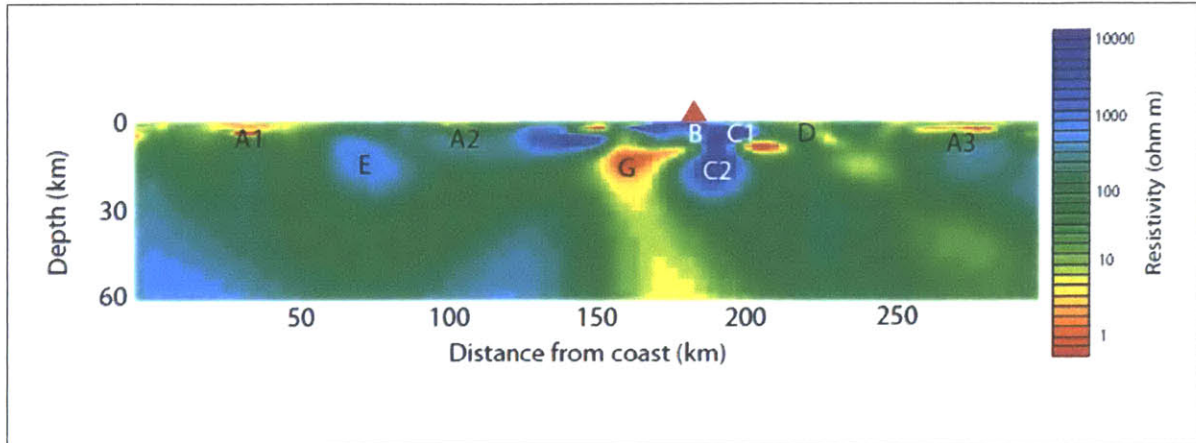 0
30
60
Depth (km)
A1 A2 B C1 D A3
E G C2
50 100 150 200 250
Distance from coast (km)
10000
1000
100
10
1
Resistivity (ohm m)